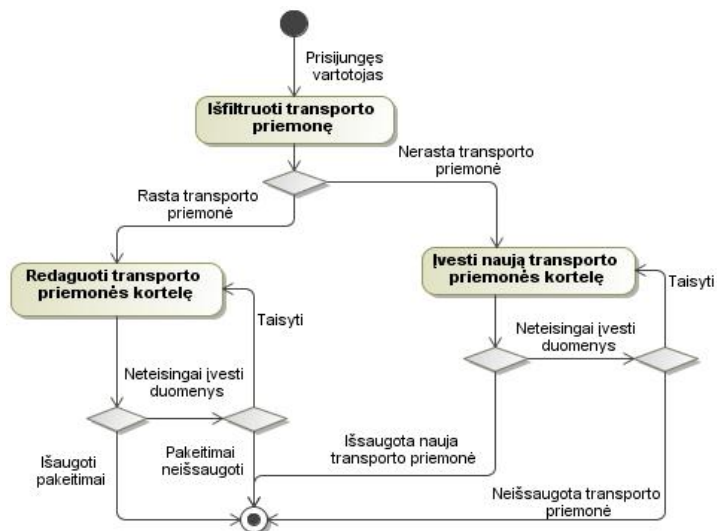 Prisijungęs
vartotojas
Išfiltruoti transporto
priemonę
Nerasta transporto
priemonė
Rasta transporto
priemonė
Redaguoti transporto
priemonės kortelę
Įvesti naują transporto
priemonės kortelę
Taisyti
Taisyti
Neteisingai įvesti
duomenys
Neteisingai įvesti
duomenys
Išaugoti
pakeitimai
Pakeitimai
neišsaugoti
Išsaugota nauja
transporto priemonė
Neišsaugota transporto
priemonė